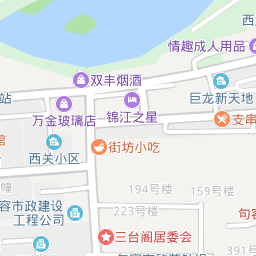 西
情趣成人用品
双丰烟酒
站
巨龙新天地
万金玻璃店
锦江之星
支串
馆
街坊小吃
西关小区
194号楼
159号楼
幢
容市政建设
工程公司
223号楼
句容
三台阁居委会